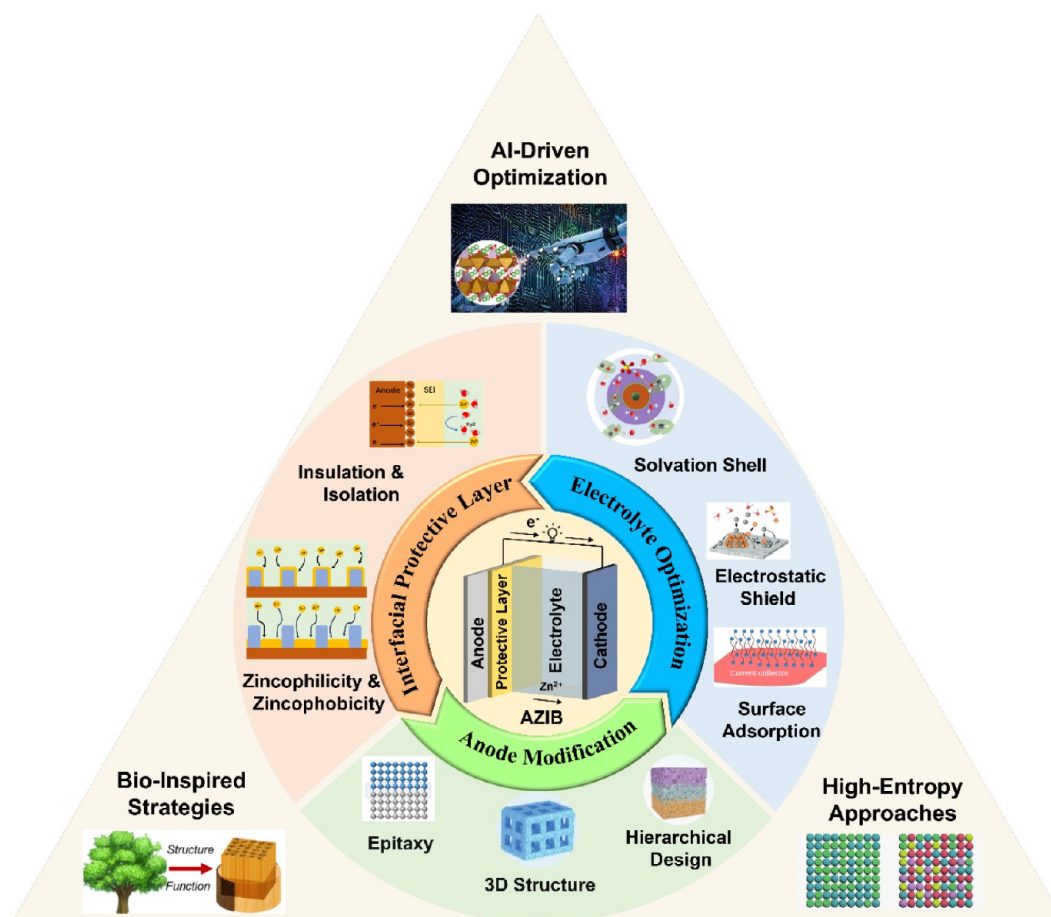 AI-Driven
Optimization
Anode
SEI
e-
e-
e-
H₂O
Insulation &
Isolation
Solvation Shell
Interfacial Protective Layer
Electrolyte Optimization
Anode Modification
e-
Anode
Protective Layer
Electrolyte
Cathode
Zn²⁺
AZIB
Electrostatic
Shield
Current collector
Surface
Adsorption
Zincophilicity &
Zincophobicity
Epitaxy
3D Structure
Hierarchical
Design
Bio-Inspired
Strategies
Structure
Function
High-Entropy
Approaches